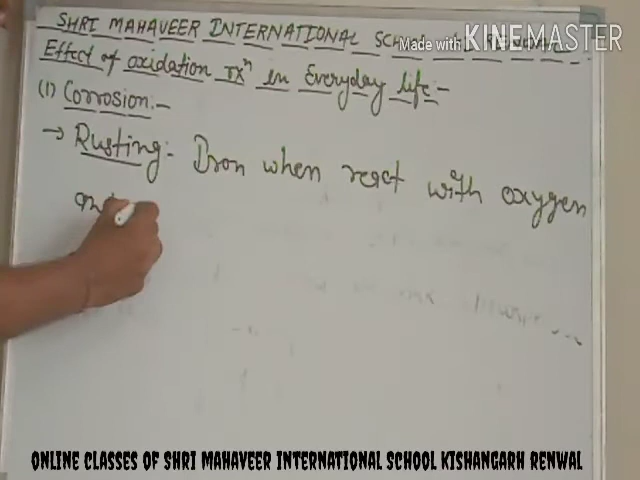 SHRI MAHAVEER INTERNATIONAL SCHOOL
Made with KINEMASTER
Effect of oxidation rxⁿ in Everyday life:-
(1) Corrosion:-
→ Rusting:- Iron when react with oxygen
ONLINE CLASSES OF SHRI MAHAVEER INTERNATIONAL SCHOOL KISHANGARH RENWAL